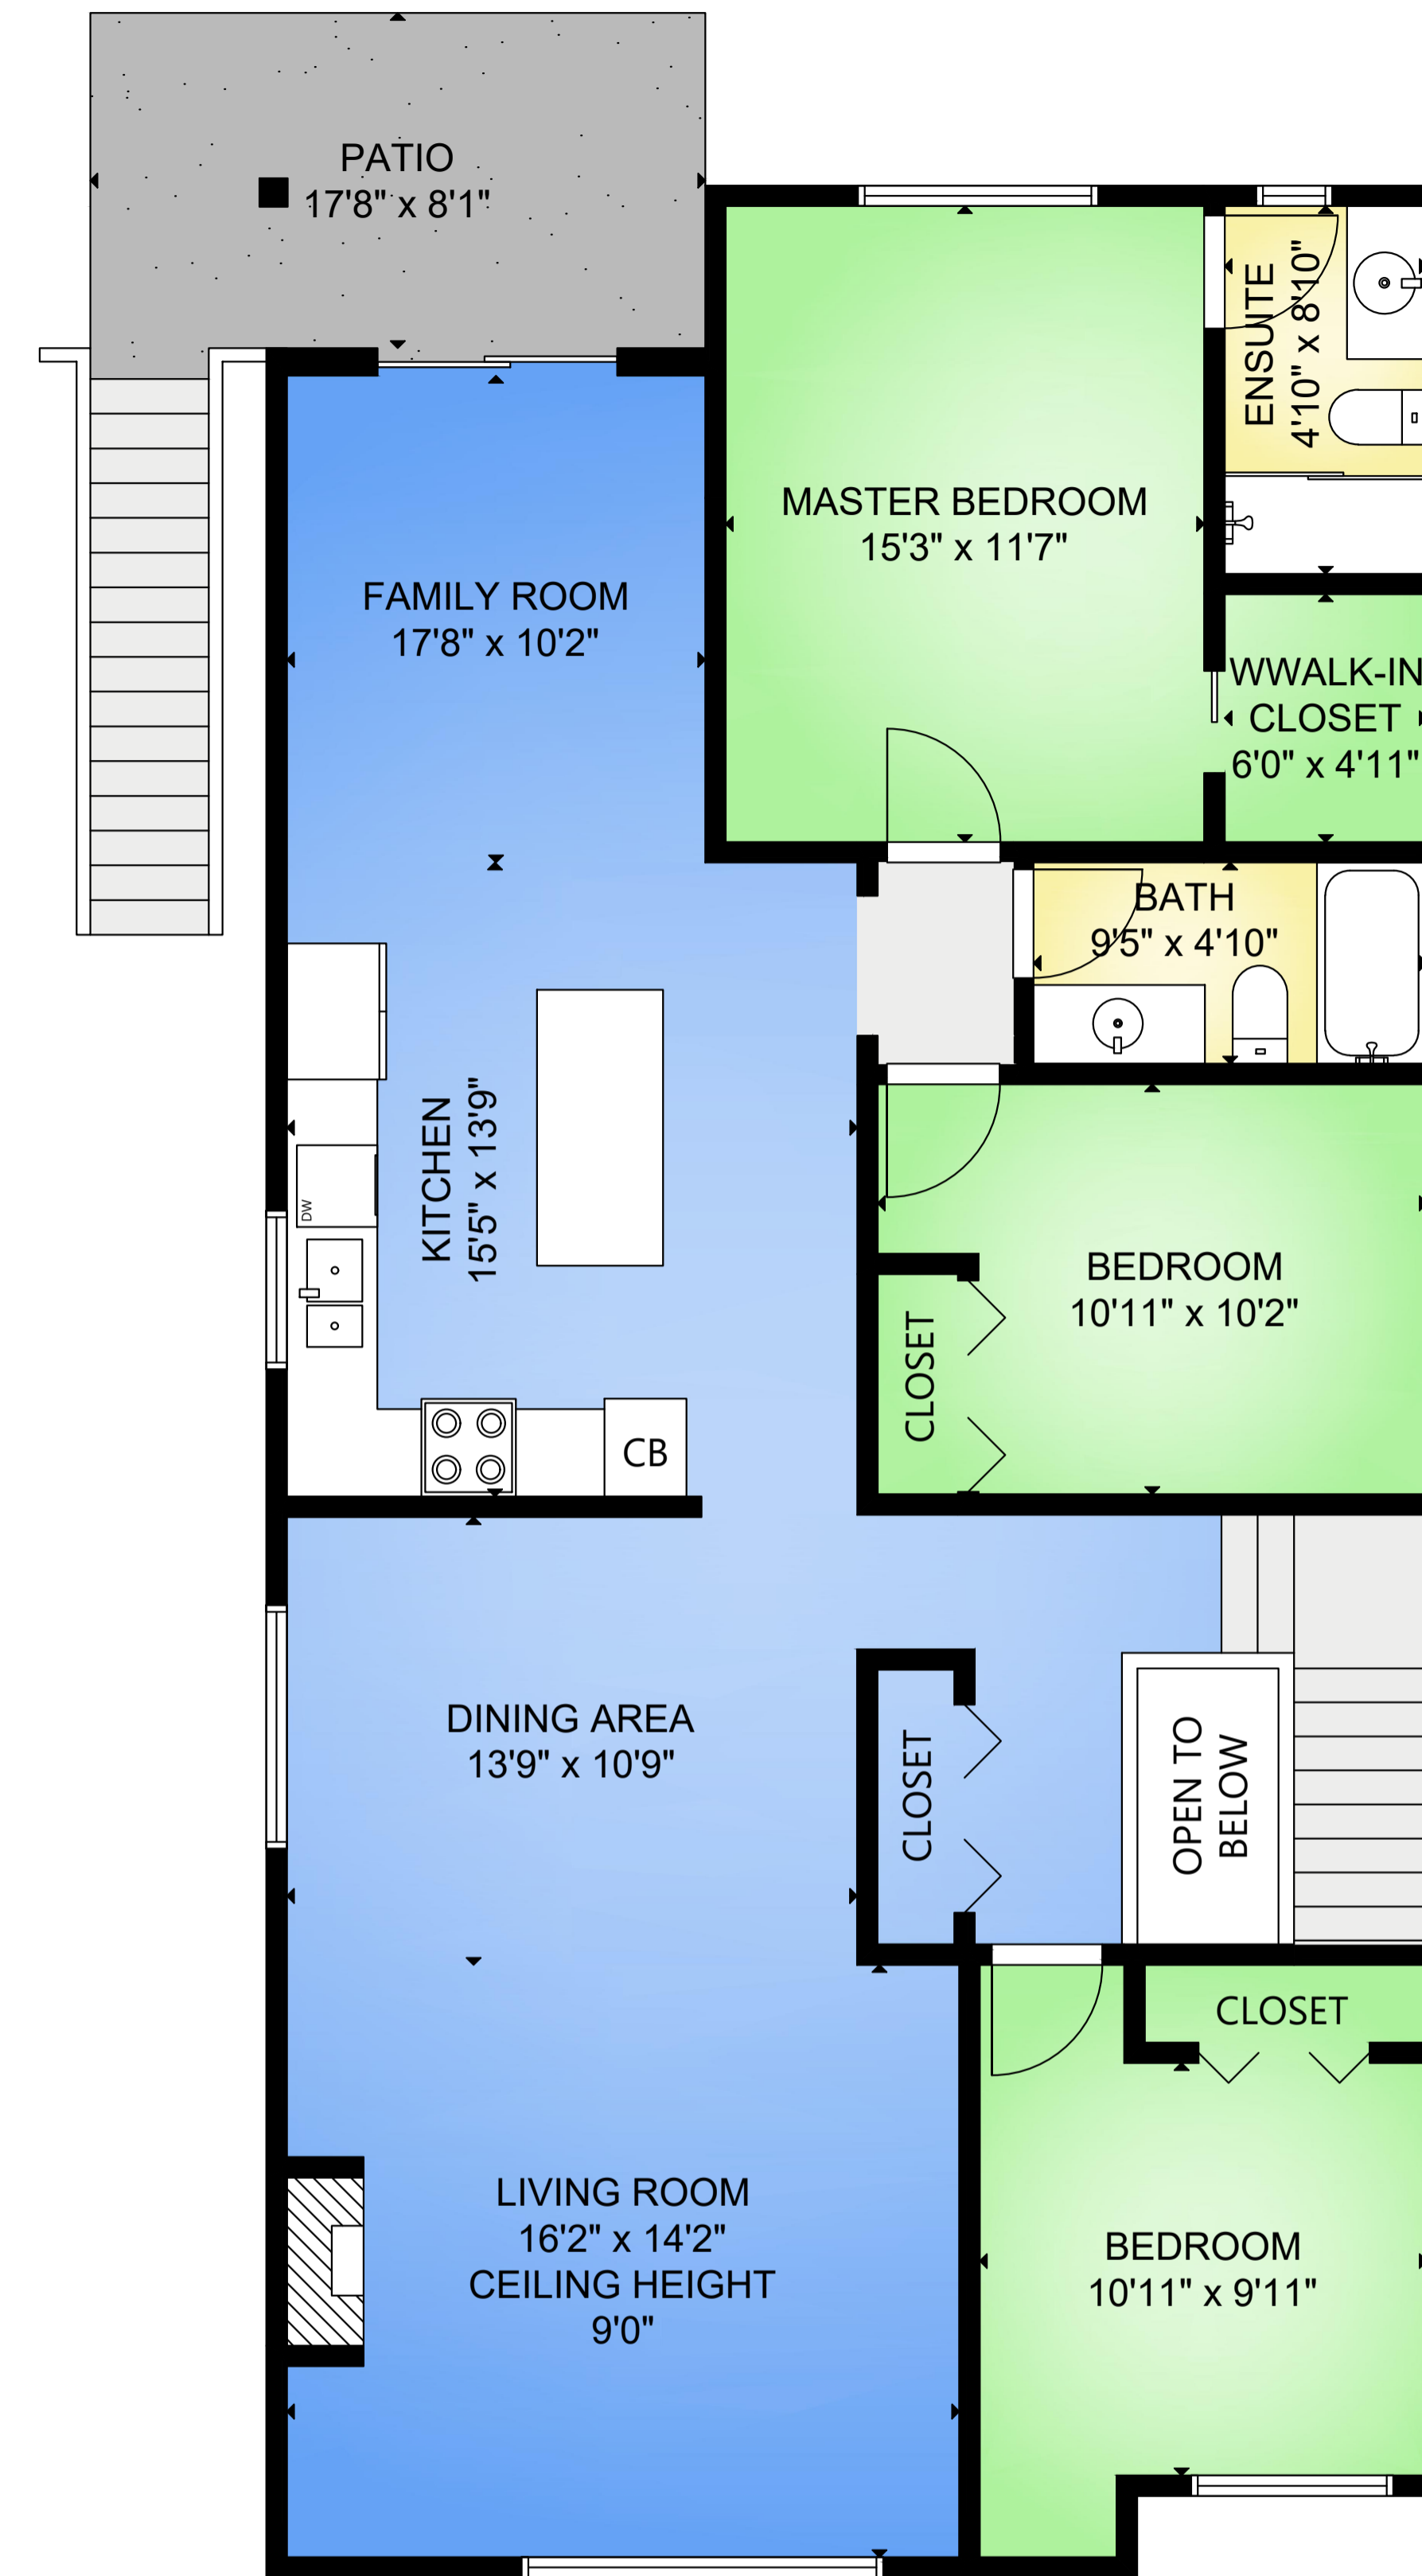 PATIO
17'8" x 8'1"
ENSUITE
4'10" x 8'10"
MASTER BEDROOM
15'3" x 11'7"
FAMILY ROOM
17'8" x 10'2"
WWALK-IN
CLOSET
6'0" x 4'11"
BATH
9'5" x 4'10"
KITCHEN
15'5" x 13'9"
DW
BEDROOM
10'11" x 10'2"
CLOSET
CB
DINING AREA
13'9" x 10'9"
CLOSET
OPEN TO
BELOW
CLOSET
LIVING ROOM
16'2" x 14'2"
CEILING HEIGHT
9'0"
BEDROOM
10'11" x 9'11"